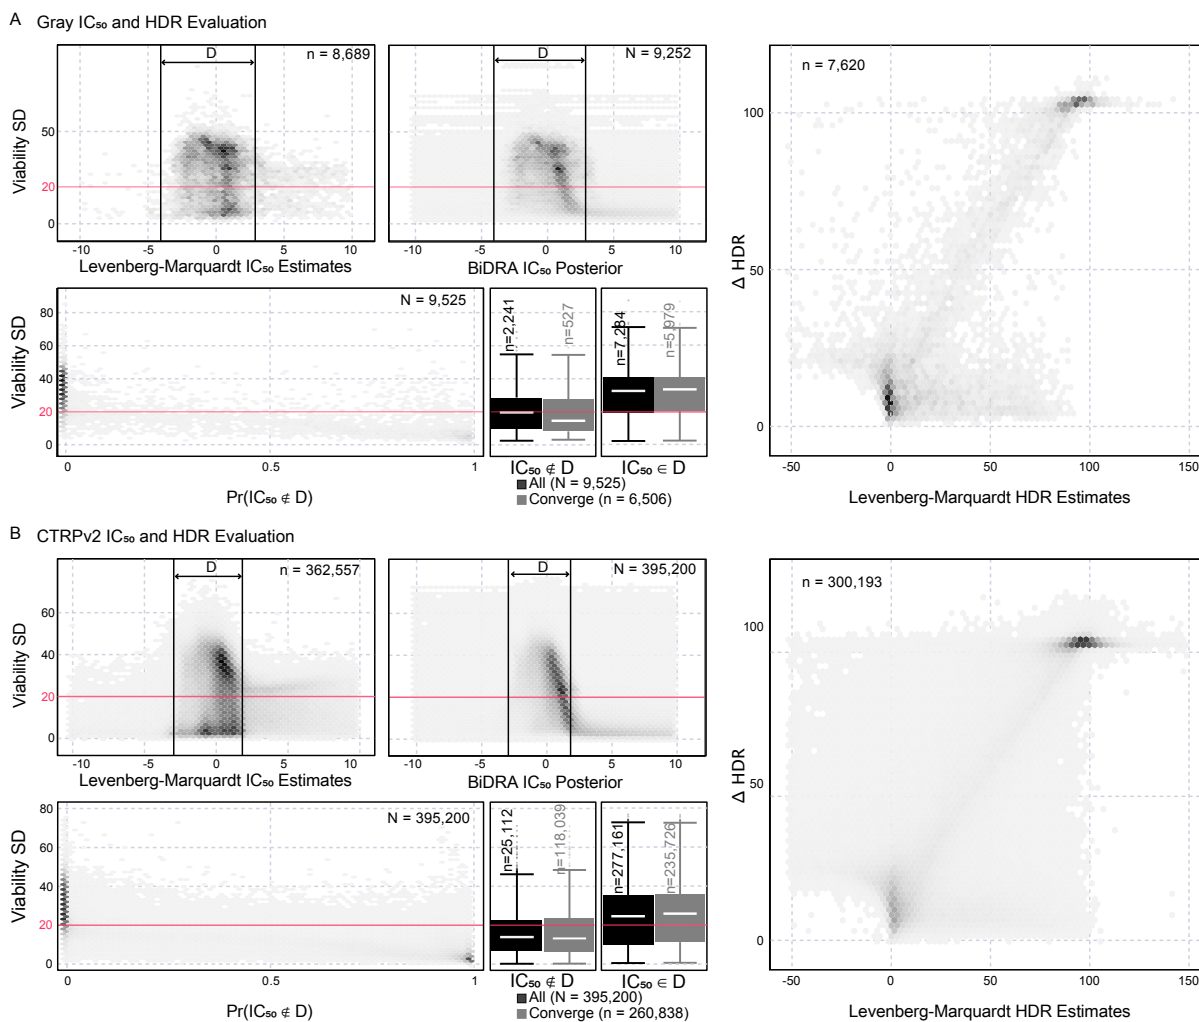 A Gray IC₅₀ and HDR Evaluation
D
n = 8,689
Viability SD
50
20
0
-10
-5
0
5
10
Levenberg-Marquardt IC₅₀ Estimates
D
N = 9,252
-10
-5
0
5
10
BiDRA IC₅₀ Posterior
n = 7,620
Δ HDR
100
50
0
-50
0
50
100
150
Levenberg-Marquardt HDR Estimates
N = 9,525
Viability SD
80
60
40
20
0
0
0.5
1
Pr(IC₅₀ ∉ D)
n=2,241
n=527
IC₅₀ ∉ D
n=7,284
n=5,979
IC₅₀ ∈ D
All (N = 9,525)
Converge (n = 6,506)
B CTRPv2 IC₅₀ and HDR Evaluation
D
n = 362,557
Viability SD
60
40
20
0
-10
-5
0
5
10
Levenberg-Marquardt IC₅₀ Estimates
D
N = 395,200
-10
-5
0
5
10
BiDRA IC₅₀ Posterior
n = 300,193
Δ HDR
100
50
0
-50
0
50
100
150
Levenberg-Marquardt HDR Estimates
N = 395,200
Viability SD
80
60
40
20
0
0
0.5
1
Pr(IC₅₀ ∉ D)
n=25,112
n=118,039
IC₅₀ ∉ D
n=277,161
n=235,726
IC₅₀ ∈ D
All (N = 395,200)
Converge (n = 260,838)